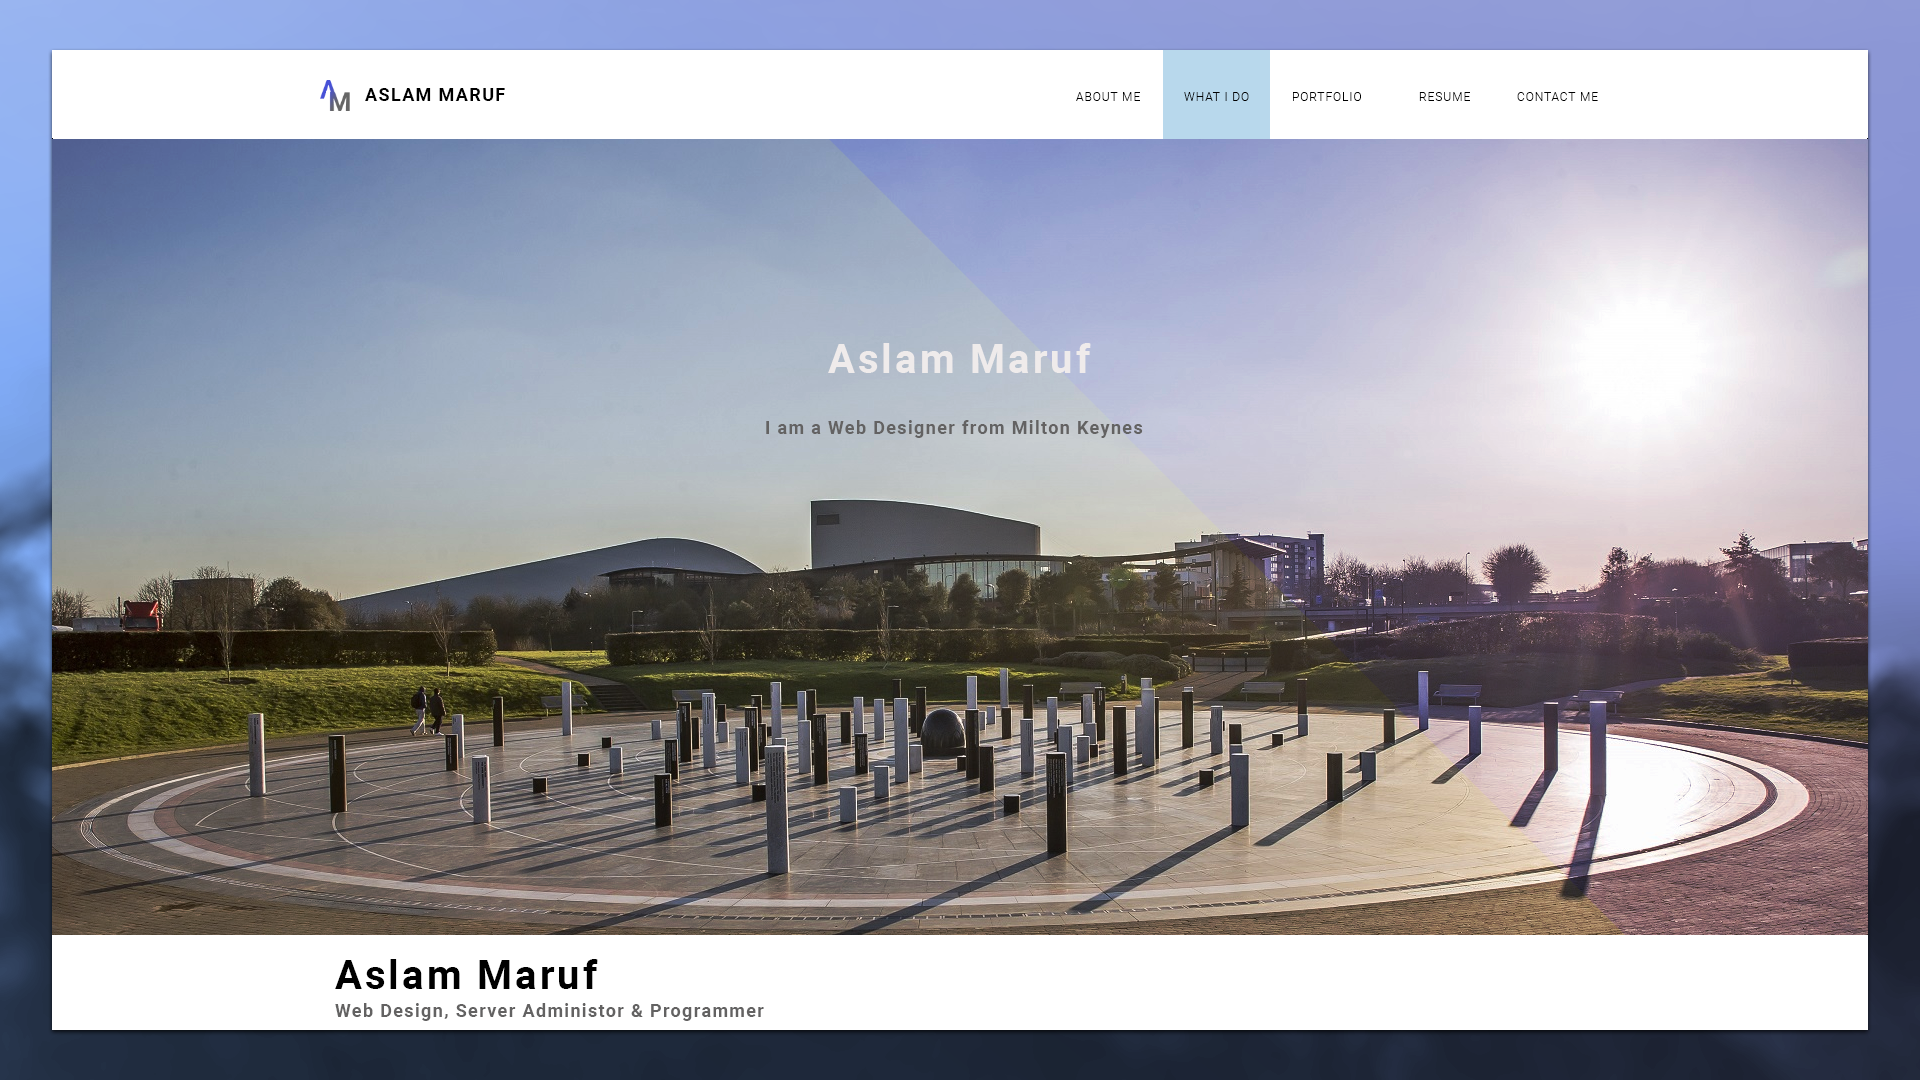 AM ASLAM MARUF
ABOUT ME WHAT I DO PORTFOLIO RESUME CONTACT ME
Aslam Maruf
I am a Web Designer from Milton Keynes
Aslam Maruf
Web Design, Server Administor & Programmer